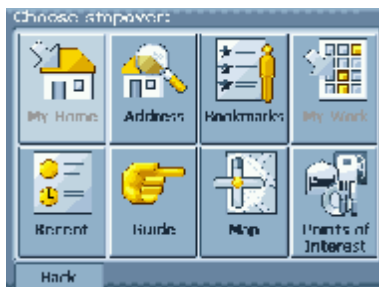 Choose stopover:
My Home
Address
Bookmarks
My Work
Recent
Guide
Map
Points of
Interest
Back